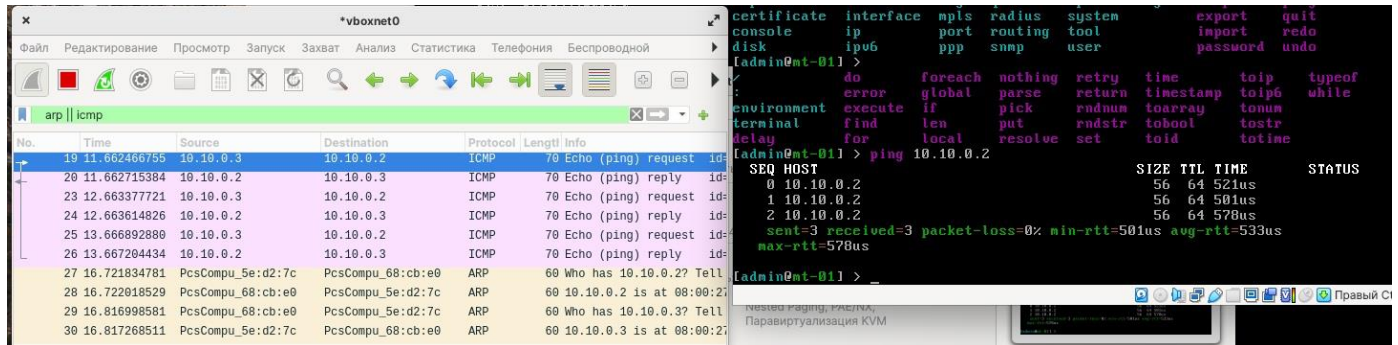 *vboxnet0
Файл Редактирование Просмотр Запуск Захват Анализ Статистика Телефония Беспроводной
arp || icmp
No. Time Source Destination Protocol Lengtl Info
19 11.662466755 10.10.0.3 10.10.0.2 ICMP 70 Echo (ping) request id=
20 11.662715384 10.10.0.2 10.10.0.3 ICMP 70 Echo (ping) reply id=
23 12.663377721 10.10.0.3 10.10.0.2 ICMP 70 Echo (ping) request id=
24 12.663614826 10.10.0.2 10.10.0.3 ICMP 70 Echo (ping) reply id=
25 13.666892880 10.10.0.3 10.10.0.2 ICMP 70 Echo (ping) request id=
26 13.667204434 10.10.0.2 10.10.0.3 ICMP 70 Echo (ping) reply id=
27 16.721834781 PcsCompu_5e:d2:7c PcsCompu_68:cb:e0 ARP 60 Who has 10.10.0.2? Tell
28 16.722018529 PcsCompu_68:cb:e0 PcsCompu_5e:d2:7c ARP 60 10.10.0.2 is at 08:00:27
29 16.816998581 PcsCompu_68:cb:e0 PcsCompu_5e:d2:7c ARP 60 Who has 10.10.0.3? Tell
30 16.817268511 PcsCompu_5e:d2:7c PcsCompu_68:cb:e0 ARP 60 10.10.0.3 is at 08:00:27
certificate interface mpls radius system export quit
console ip port routing tool import redo
disk ipv6 ppp snmp user password undo
[admin@mt-01] >
/ do foreach nothing retry time toip typeof
: error global parse return timestamp toip6 while
environment execute if pick rndnum toarray tonum
terminal find len put rndstr tobool tostr
delay for local resolve set toid totime
[admin@mt-01] > ping 10.10.0.2
SEQ HOST SIZE TTL TIME STATUS
0 10.10.0.2 56 64 521us
1 10.10.0.2 56 64 501us
2 10.10.0.2 56 64 578us
sent=3 received=3 packet-loss=0% min-rtt=501us avg-rtt=533us
max-rtt=578us
[admin@mt-01] > _
Правый Ct
Nested Paging, PAE/NX,
Паравиртуализация KVM